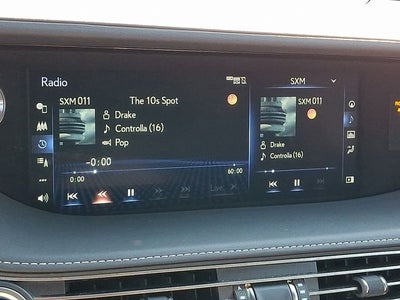 Radio
SXM 011 The 10s Spot
Drake
Controlla (16)
Pop
-0:00
0:00 60:00
Live
SXM
SXM 011
Drake
Controlla (16)